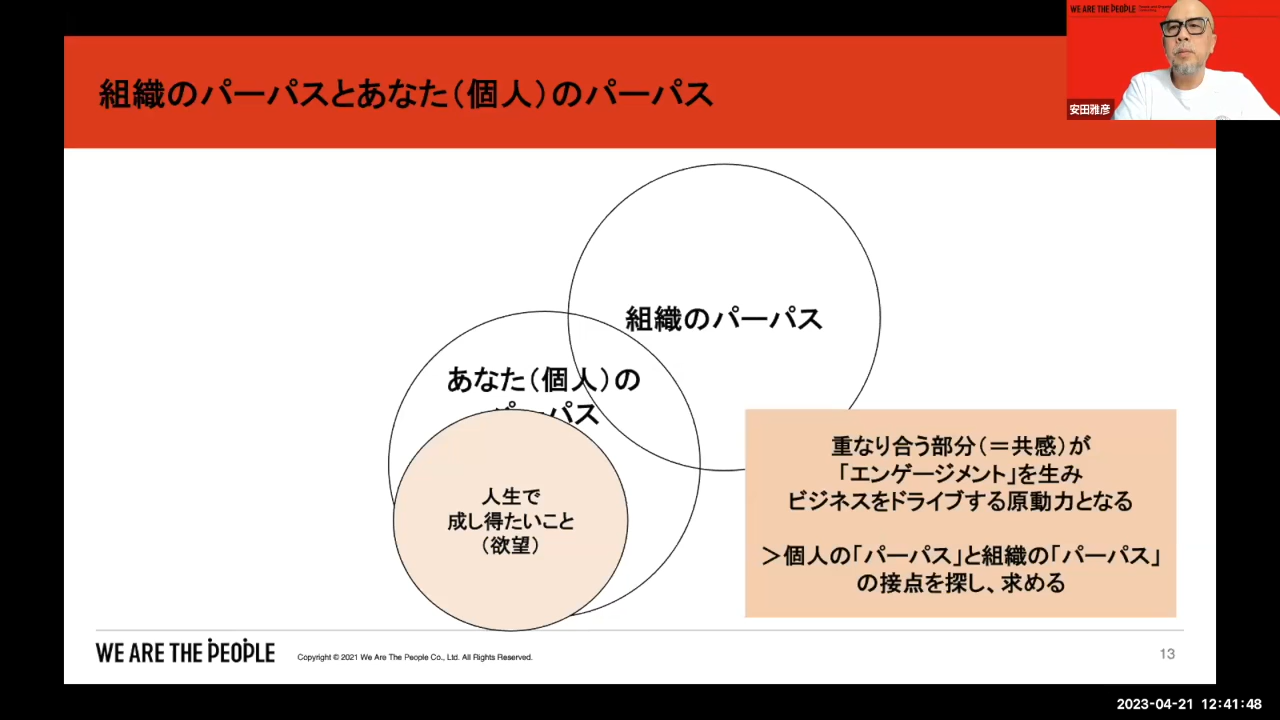 WE ARE THE PEOPLE
安田雅彦
組織のパーパスとあなた（個人）のパーパス
組織のパーパス
あなた（個人）の
パーパス
人生で
成し得たいこと
（欲望）
重なり合う部分（＝共感）が
「エンゲージメント」を生み
ビジネスをドライブする原動力となる
＞個人の「パーパス」と組織の「パーパス」
の接点を探し、求める
WE ARE THE PEOPLE
Copyright © 2021 We Are The People Co., Ltd. All Rights Reserved.
13
2023-04-21 12:41:48